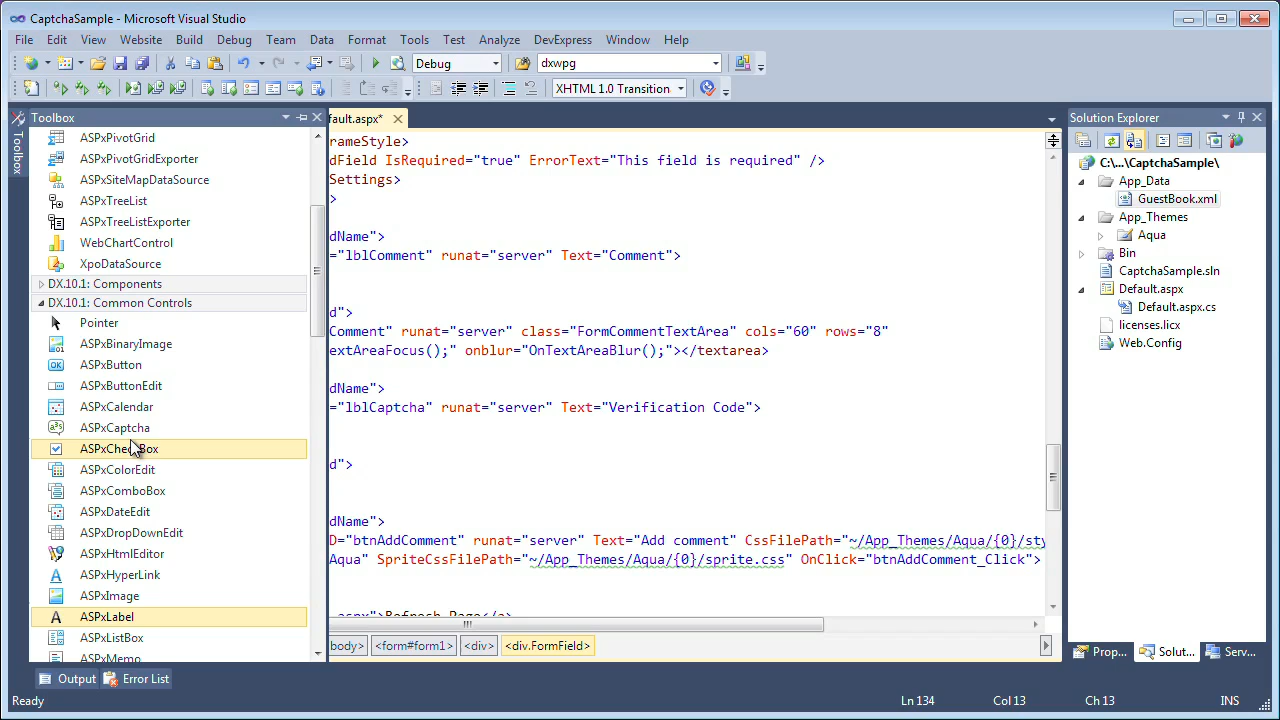 CaptchaSample - Microsoft Visual Studio
File Edit View Website Build Debug Team Data Format Tools Test Analyze DevExpress Window Help
Debug dxwpg
XHTML 1.0 Transition
Toolbox
Toolbox
ASPxPivotGrid
ASPxPivotGridExporter
ASPxSiteMapDataSource
ASPxTreeList
ASPxTreeListExporter
WebChartControl
XpoDataSource
DX.10.1: Components
DX.10.1: Common Controls
Pointer
ASPxBinaryImage
ASPxButton
ASPxButtonEdit
ASPxCalendar
ASPxCaptcha
ASPxCheckBox
ASPxColorEdit
ASPxComboBox
ASPxDateEdit
ASPxDropDownEdit
ASPxHtmlEditor
ASPxHyperLink
ASPxImage
ASPxLabel
ASPxListBox
ASPxMemo
fault.aspx*
rameStyle>
dField IsRequired="true" ErrorText="This field is required" />
Settings>
>
dName">
="lblComment" runat="server" Text="Comment">
d">
Comment" runat="server" class="FormCommentTextArea" cols="60" rows="8"
extAreaFocus();" onblur="OnTextAreaBlur();"></textarea>
dName">
="lblCaptcha" runat="server" Text="Verification Code">
d">
dName">
D="btnAddComment" runat="server" Text="Add comment" CssFilePath="~/App_Themes/Aqua/{0}/sty
Aqua" SpriteCssFilePath="~/App_Themes/Aqua/{0}/sprite.css" OnClick="btnAddComment_Click">
.aspx">Refresh Page</a>
body> <form#form1> <div> <div.FormField>
Solution Explorer
C:\...\CaptchaSample\
App_Data
GuestBook.xml
App_Themes
Aqua
Bin
CaptchaSample.sln
Default.aspx
Default.aspx.cs
licenses.licx
Web.Config
Prop... Solut... Serv...
Output Error List
Ready Ln 134 Col 13 Ch 13 INS